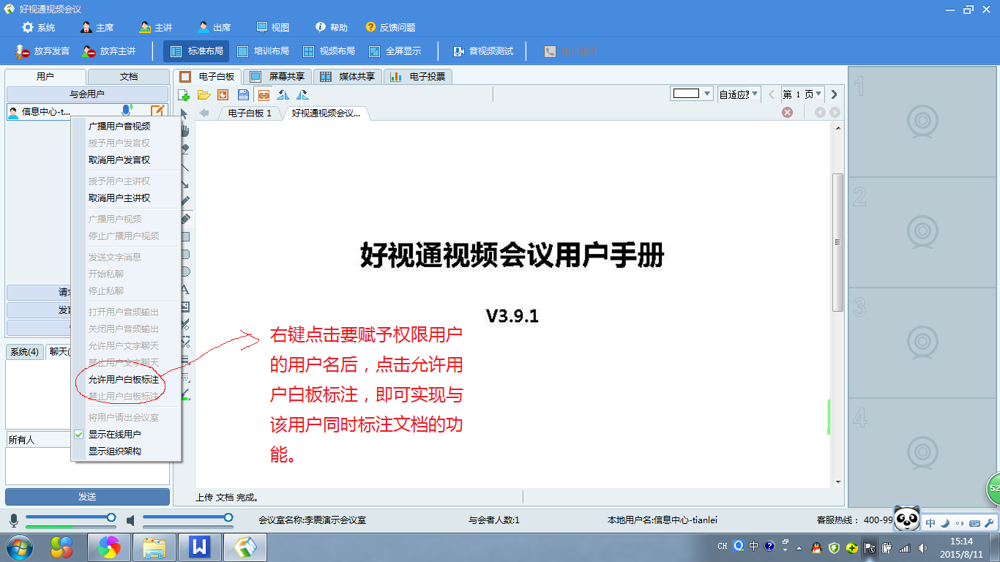 好视通视频会议
系统 主席 主讲 出席 视图 帮助 反馈问题
放弃发言 放弃主讲 标准布局 培训布局 视频布局 全屏显示 音视频测试
用户 文档 电子白板 屏幕共享 媒体共享 电子投票
与会用户
自适应 第 1 页
信息中心-t...
电子白板 1 好视通视频会议...
广播用户音视频
授予用户发言权
取消用户发言权
授予用户主讲权
取消用户主讲权
广播用户视频
停止广播用户视频
发送文字消息
开始私聊
停止私聊
打开用户音频输出
关闭用户音频输出
允许用户文字聊天
禁止用户文字聊天
允许用户白板标注
禁止用户白板标注
将用户请出会议室
显示在线用户
显示组织架构
系统(4) 聊天(
所有人
发送
好视通视频会议用户手册
V3.9.1
右键点击要赋予权限用户
的用户名后，点击允许用
户白板标注，即可实现与
该用户同时标注文档的功
能。
1
2
3
4
上传 文档 完成。
会议室名称:李震演示会议室 与会者人数:1 本地用户名:信息中心-tianlei 客服热线： 400-99
52
中
CH 中
15:14
2015/8/11